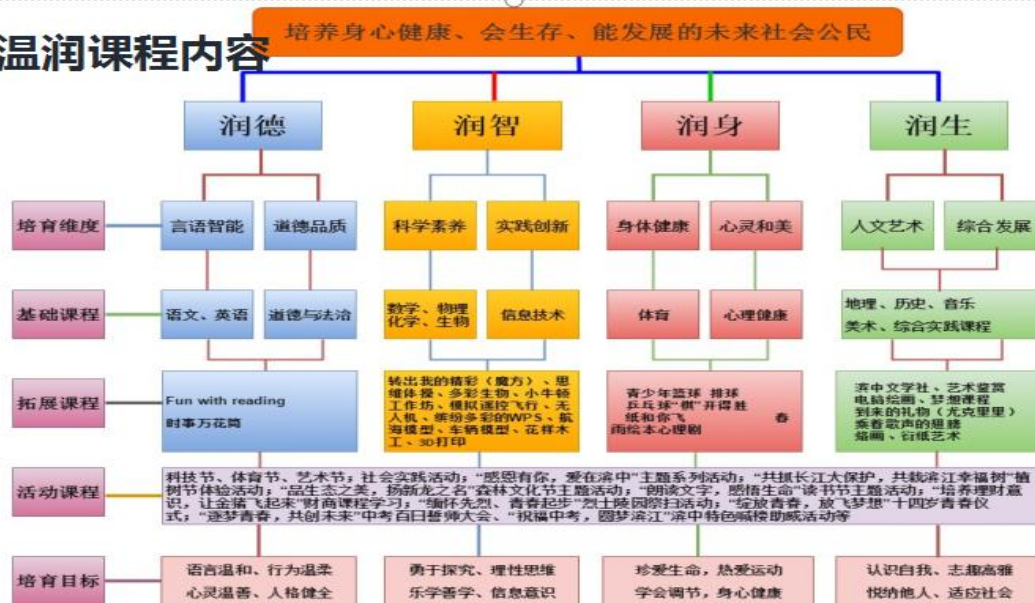 温润课程内容
培养身心健康、会生存、能发展的未来社会公民
润德
润智
润身
润生
培育维度
言语智能
道德品质
科学素养
实践创新
身体健康
心灵和美
人文艺术
综合发展
基础课程
语文、英语
道德与法治
数学、物理
化学、生物
信息技术
体育
心理健康
地理、历史、音乐
美术、综合实践课程
拓展课程
Fun with reading
时事万花筒
转出我的精彩（魔方）、思
维体操、多彩生物、小牛顿
工作坊、模拟遥控飞行、无
人机、缤纷多彩的WPS、航
海模型、车辆模型、花样木
工、3D打印
青少年篮球 排球
乒乓球"棋"开得胜
纸和你飞 春
雨绘本心理剧
滨中文学社、艺术鉴赏
电脑绘画、梦想课程
到来的礼物（尤克里里）
乘着歌声的翅膀
烙画、衍纸艺术
活动课程
科技节、体育节、艺术节；社会实践活动；"感恩有你，爱在滨中"主题系列活动；"共抓长江大保护，共栽滨江幸福树"植
树节体验活动；"品生态之美，扬新龙之名"森林文化节主题活动；"朗读文字，感悟生命"读书节主题活动；"培养理财意
识，让金猪飞起来"财商课程学习；"缅怀先烈、青春起步"烈士陵园祭扫活动；"绽放青春，放飞梦想"十四岁青春仪
式；"逐梦青春，共创未来"中考百日誓师大会、"祝福中考，圆梦滨江"滨中特色喊楼助威活动等
培育目标
语言温和、行为温柔
心灵温善、人格健全
勇于探究、理性思维
乐学善学、信息意识
珍爱生命，热爱运动
学会调节，身心健康
认识自我、志趣高雅
悦纳他人、适应社会